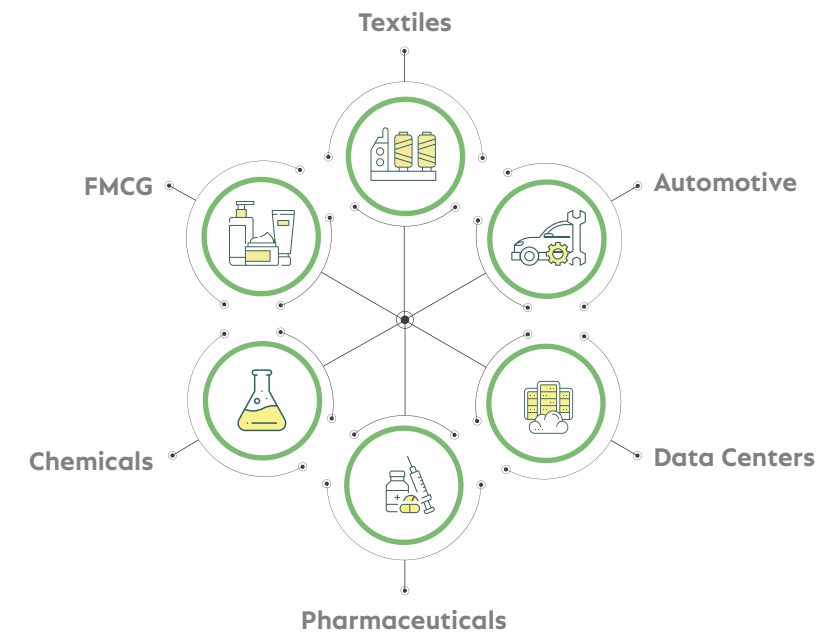 Textiles
FMCG
Automotive
Chemicals
Data Centers
Pharmaceuticals